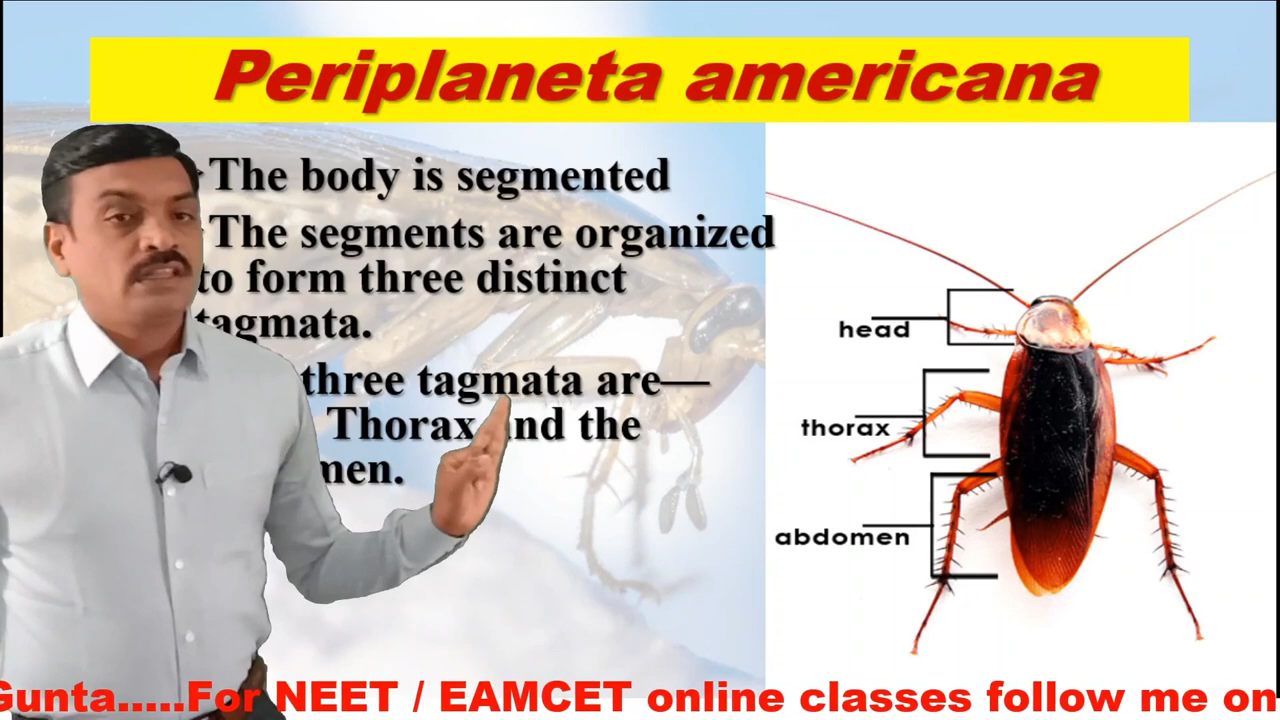 Periplaneta americana
The body is segmented
The segments are organized
to form three distinct
tagmata.
three tagmata are—
Thorax and the
men.
head
thorax
abdomen
Gunta.....For NEET / EAMCET online classes follow me on